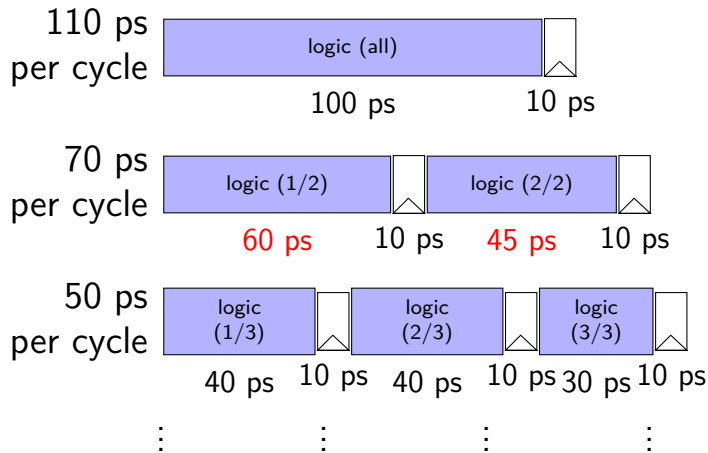 110 ps
per cycle
logic (all)
100 ps
10 ps
70 ps
per cycle
logic (1/2)
logic (2/2)
60 ps
10 ps
45 ps
10 ps
50 ps
per cycle
logic
(1/3)
logic
(2/3)
logic
(3/3)
40 ps
10 ps
40 ps
10 ps
30 ps
10 ps